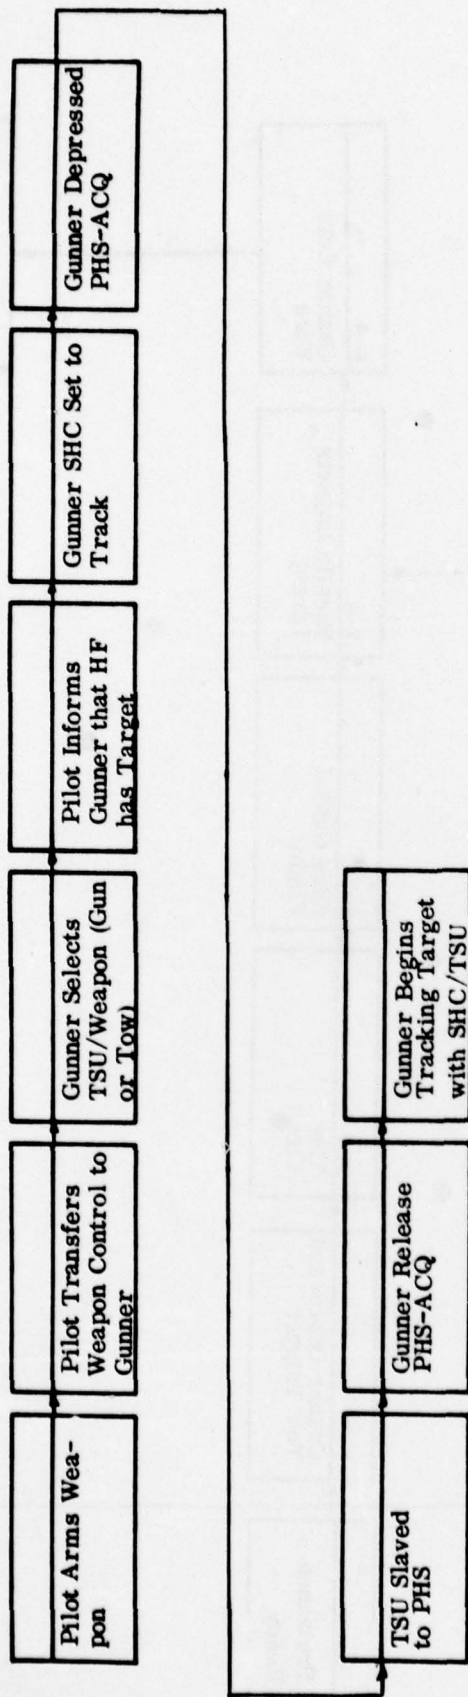 Pilot Arms Wea-
pon
Pilot Transfers
Weapon Control to
Gunner
Gunner Selects
TSU/Weapon (Gun
or Tow)
Pilot Informs
Gunner that HF
has Target
Gunner SHC Set to
Track
Gunner Depressed
PHS-ACQ
TSU Slaved
to PHS
Gunner Release
PHS-ACQ
Gunner Begins
Tracking Target
with SHC/TSU